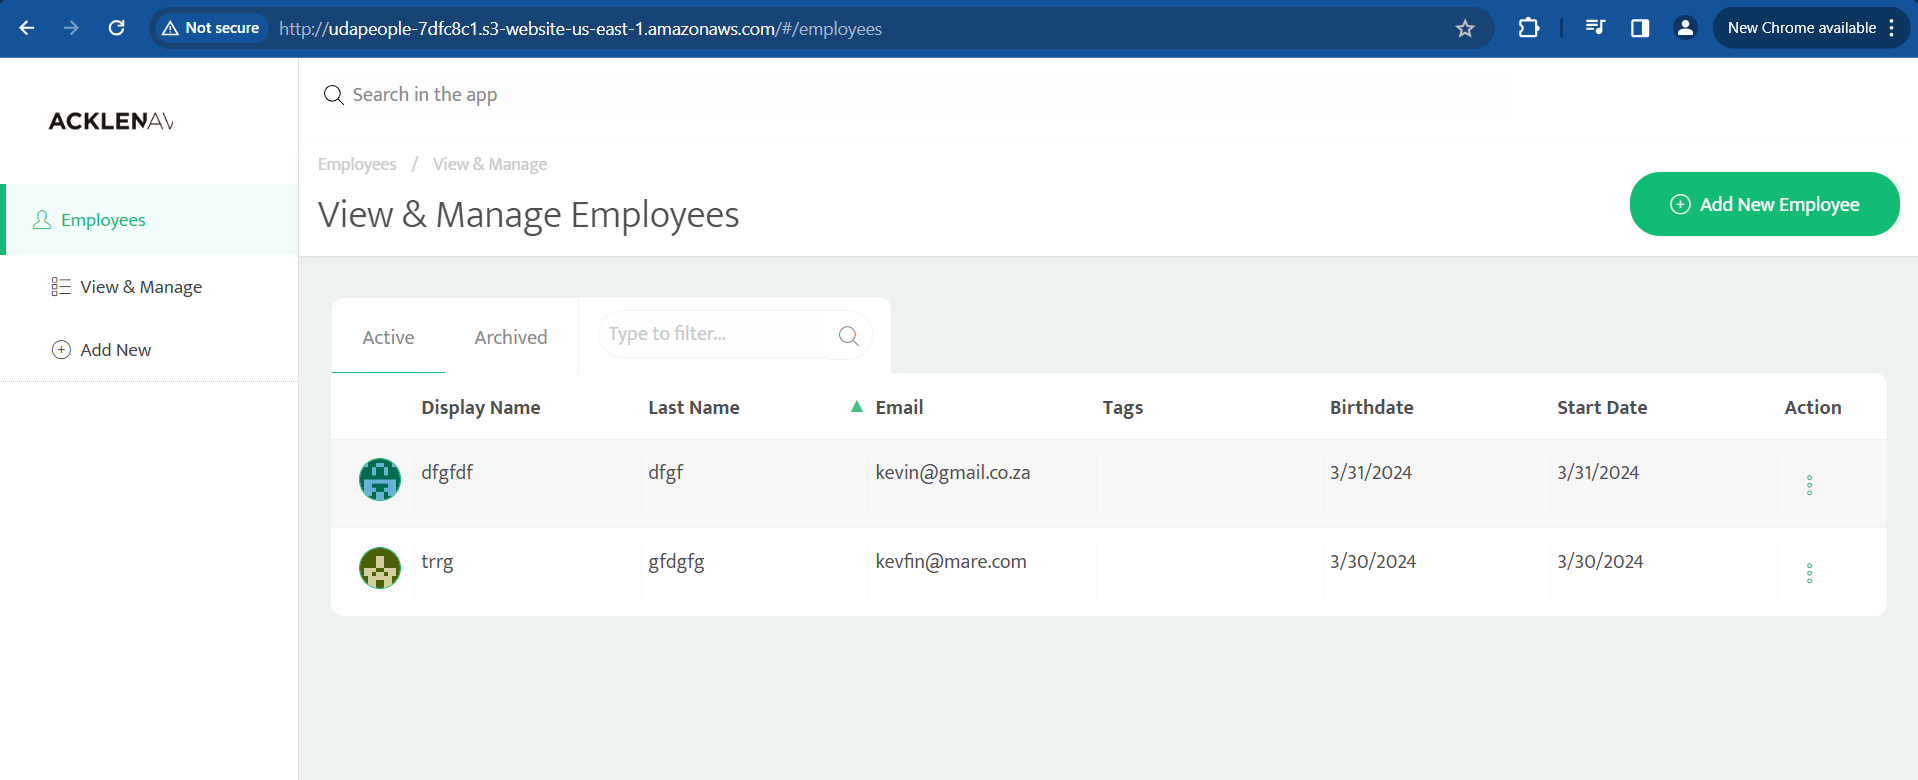 Not secure http://udapeople-7dfc8c1.s3-website-us-east-1.amazonaws.com/#/employees New Chrome available
ACKLENAV
Search in the app
Employees / View & Manage
View & Manage Employees
Add New Employee
Employees
View & Manage
Add New
Active Archived Type to filter...
Display Name Last Name Email Tags Birthdate Start Date Action
dfgfdf dfgf kevin@gmail.co.za 3/31/2024 3/31/2024
trrg gfdgfg kevfin@mare.com 3/30/2024 3/30/2024